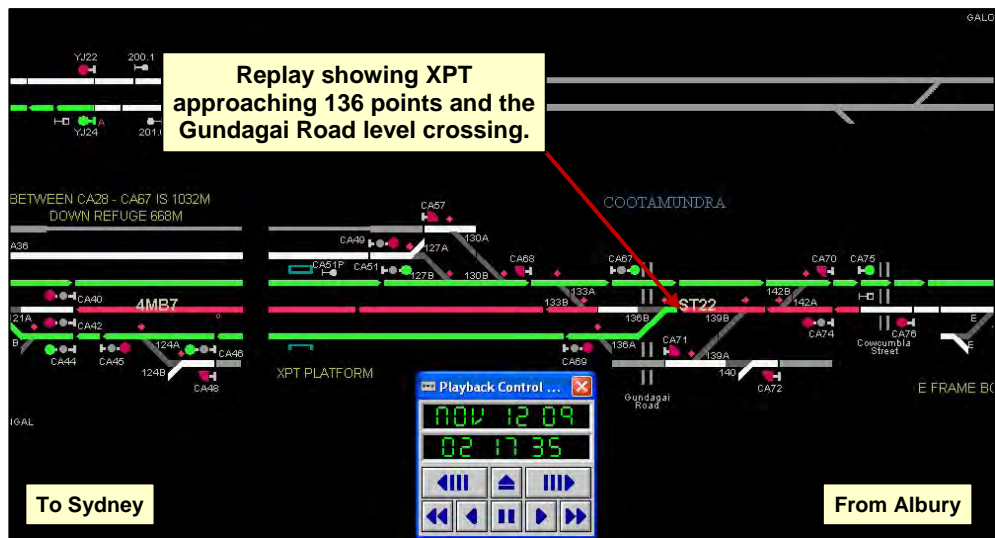 GALO
YJ22 200.1
Replay showing XPT
approaching 136 points and the
Gundagai Road level crossing.
A
YJ24 201.
BETWEEN CA28 - CA67 IS 1032M
DOWN REFUGE 668M
CA57
COOTAMUNDRA
A36
CA49
127A
130A
CA51P CA51 127B 130B CA68 CA67 CA70 CA75
133A
142B
CA40
4MB7
133B
ST22
142A
121A
136B
139B
B
CA42
CA74
CA76
Cowcumbla
Street
E
124A
136A
CA71
CA44 CA45 CA46
CA69
139A
E
124B
CA48
XPT PLATFORM
140
CA72
Gundagai
Road
E FRAME BO
IGAL
Playback Control ...
NOV 12 09
02 17 35
To Sydney
From Albury